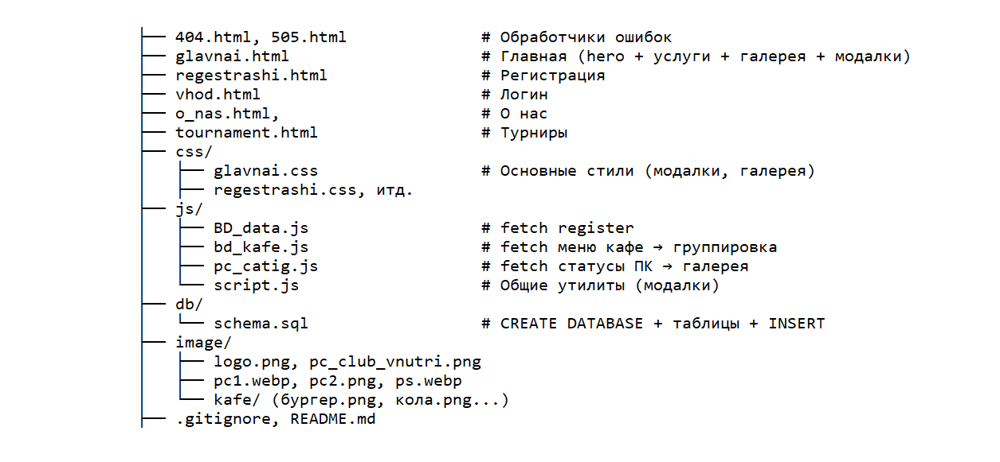 ├── 404.html, 505.html              # Обработчики ошибок
├── glavnai.html                    # Главная (hero + услуги + галерея + модалки)
├── regestrashi.html                # Регистрация
├── vhod.html                       # Логин
├── o_nas.html,                     # О нас
├── tournament.html                 # Турниры
├── css/
│   ├── glavnai.css                 # Основные стили (модалки, галерея)
│   ├── regestrashi.css, итд.
├── js/
│   ├── BD_data.js                  # fetch register
│   ├── bd_kafe.js                  # fetch меню кафе → группировка
│   ├── pc_catig.js                 # fetch статусы ПК → галерея
│   └── script.js                   # Общие утилиты (модалки)
├── db/
│   └── schema.sql                  # CREATE DATABASE + таблицы + INSERT
├── image/
│   ├── logo.png, pc_club_vnutri.png
│   ├── pc1.webp, pc2.png, ps.webp
│   └── kafe/ (бургер.png, кола.png...)
├── .gitignore, README.md